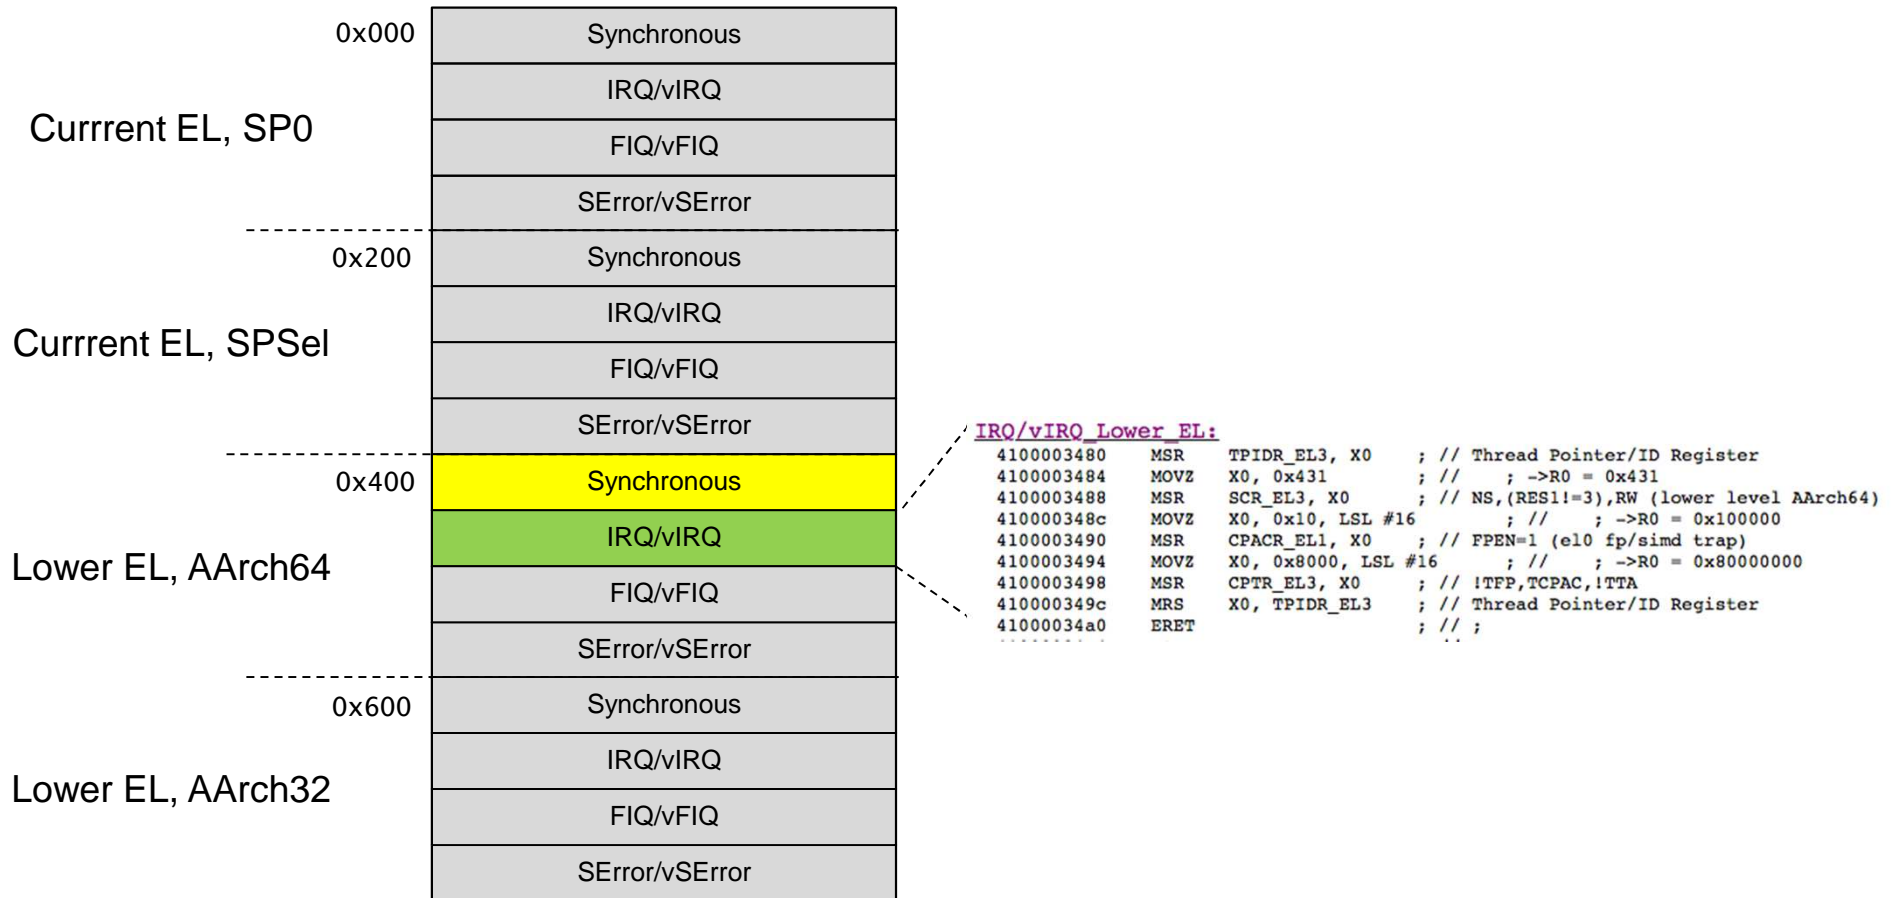 0x000
Synchronous
IRQ/vIRQ
Currrent EL, SP0
FIQ/vFIQ
SError/vSError
0x200
Synchronous
IRQ/vIRQ
Currrent EL, SPSel
FIQ/vFIQ
SError/vSError
0x400
Synchronous
IRQ/vIRQ
Lower EL, AArch64
FIQ/vFIQ
SError/vSError
0x600
Synchronous
IRQ/vIRQ
Lower EL, AArch32
FIQ/vFIQ
SError/vSError
IRQ/vIRQ_Lower_EL:
4100003480 MSR TPIDR_EL3, X0 ; // Thread Pointer/ID Register
4100003484 MOVZ X0, 0x431 ; // ; ->R0 = 0x431
4100003488 MSR SCR_EL3, X0 ; // NS,(RES1!=3),RW (lower level AArch64)
410000348c MOVZ X0, 0x10, LSL #16 ; // ; ->R0 = 0x100000
4100003490 MSR CPACR_EL1, X0 ; // FPEN=1 (el0 fp/simd trap)
4100003494 MOVZ X0, 0x8000, LSL #16 ; // ; ->R0 = 0x80000000
4100003498 MSR CPTR_EL3, X0 ; // !TFP,TCPAC,!TTA
410000349c MRS X0, TPIDR_EL3 ; // Thread Pointer/ID Register
41000034a0 ERET ; // ;